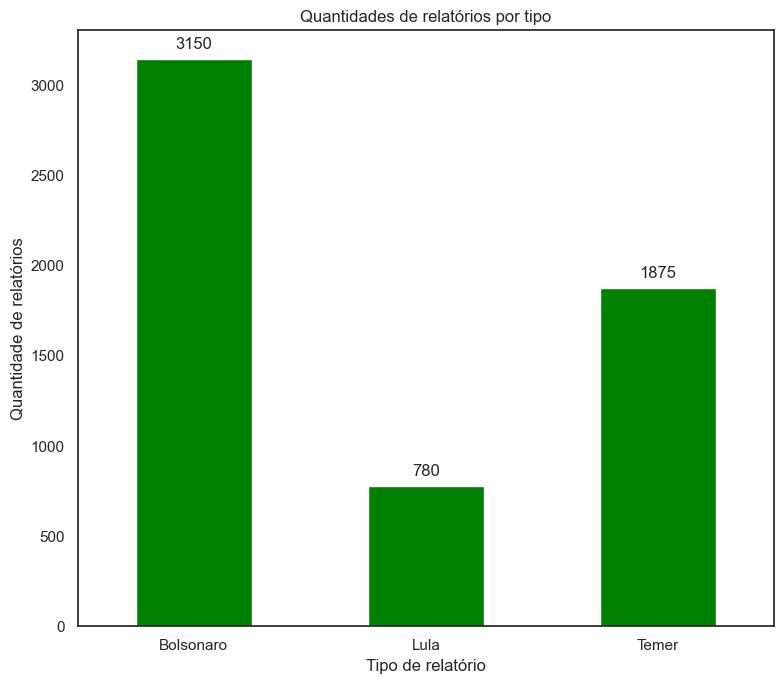 Quantidades de relatórios por tipo
3150
3000
2500
2000
1875
1500
Quantidade de relatórios
1000
780
500
0
Bolsonaro
Lula
Temer
Tipo de relatório